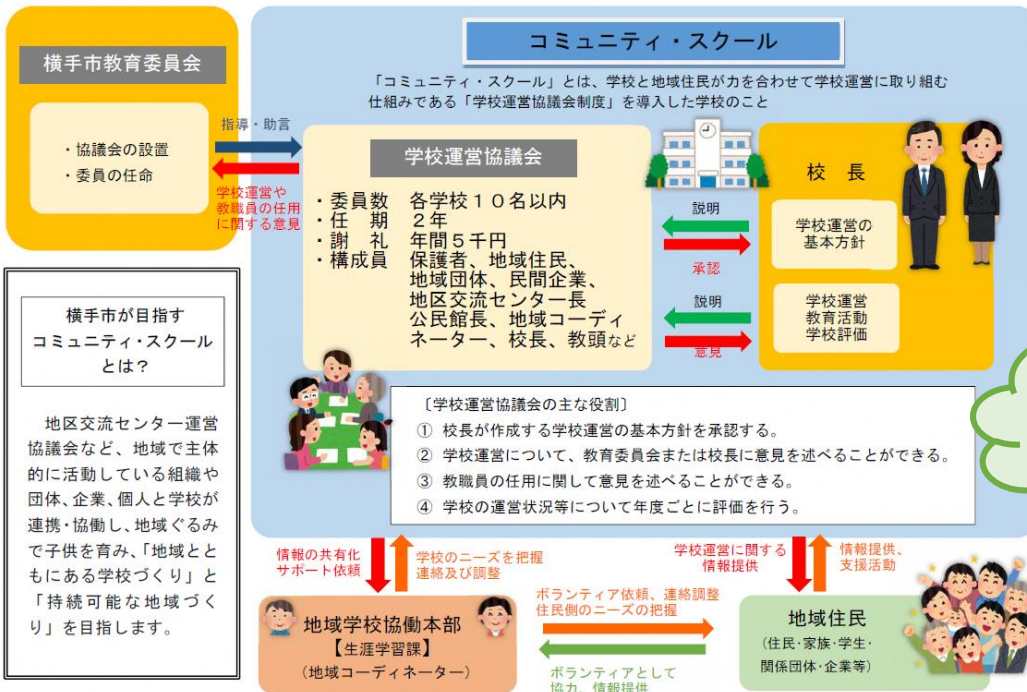 横手市教育委員会
・協議会の設置
・委員の任命
指導・助言
学校運営や
教職員の任用
に関する意見
コミュニティ・スクール
「コミュニティ・スクール」とは、学校と地域住民が力を合わせて学校運営に取り組む
仕組みである「学校運営協議会制度」を導入した学校のこと
学校運営協議会
・委員数 各学校１０名以内
・任　期 ２年
・謝　礼 年間５千円
・構成員 保護者、地域住民、
地域団体、民間企業、
地区交流センター長
公民館長、地域コーディ
ネーター、校長、教頭など
説明
承認
説明
意見
校　長
学校運営の
基本方針
学校運営
教育活動
学校評価
〔学校運営協議会の主な役割〕
① 校長が作成する学校運営の基本方針を承認する。
② 学校運営について、教育委員会または校長に意見を述べることができる。
③ 教職員の任用に関して意見を述べることができる。
④ 学校の運営状況等について年度ごとに評価を行う。
横手市が目指す
コミュニティ・スクール
とは？
地区交流センター運営
協議会など、地域で主体
的に活動している組織や
団体、企業、個人と学校が
連携・協働し、地域ぐるみ
で子供を育み、「地域とと
もにある学校づくり」と
「持続可能な地域づく
り」を目指します。
情報の共有化
サポート依頼
学校のニーズを把握
連絡及び調整
学校運営に関する
情報提供
情報提供、
支援活動
地域学校協働本部
【生涯学習課】
（地域コーディネーター）
ボランティア依頼、連絡調整
住民側のニーズの把握
ボランティアとして
協力、情報提供
地域住民
（住民・家族・学生・
関係団体・企業等）